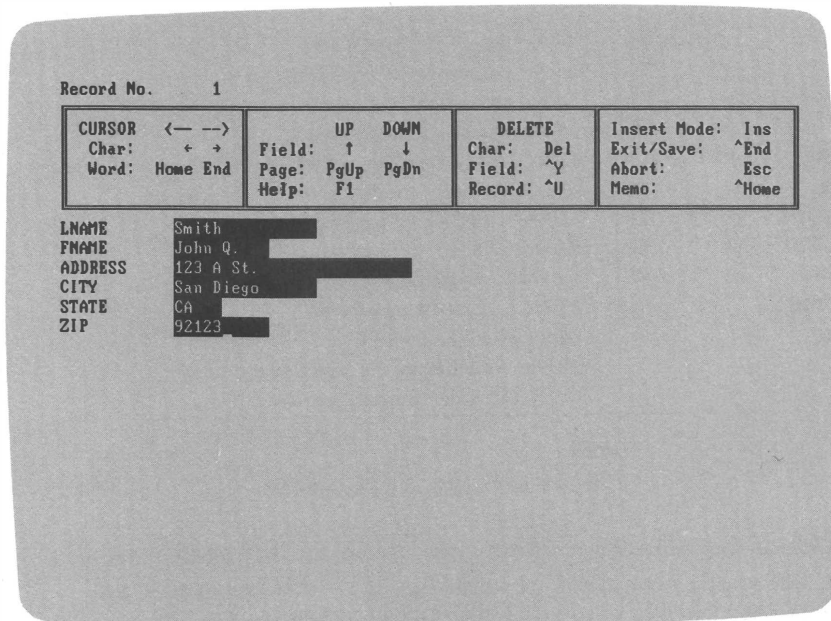 Record No.      1
CURSOR  <-- -->          UP   DOWN      DELETE        Insert Mode:  Ins
Char:    ←  →   Field:   ↑    ↓      Char:   Del   Exit/Save:   ^End
Word:  Home End  Page:  PgUp  PgDn   Field:  ^Y    Abort:        Esc
Help:   F1      Record: ^U    Memo:       ^Home
LNAME     Smith
FNAME     John Q.
ADDRESS   123 A St.
CITY      San Diego
STATE     CA
ZIP       92123